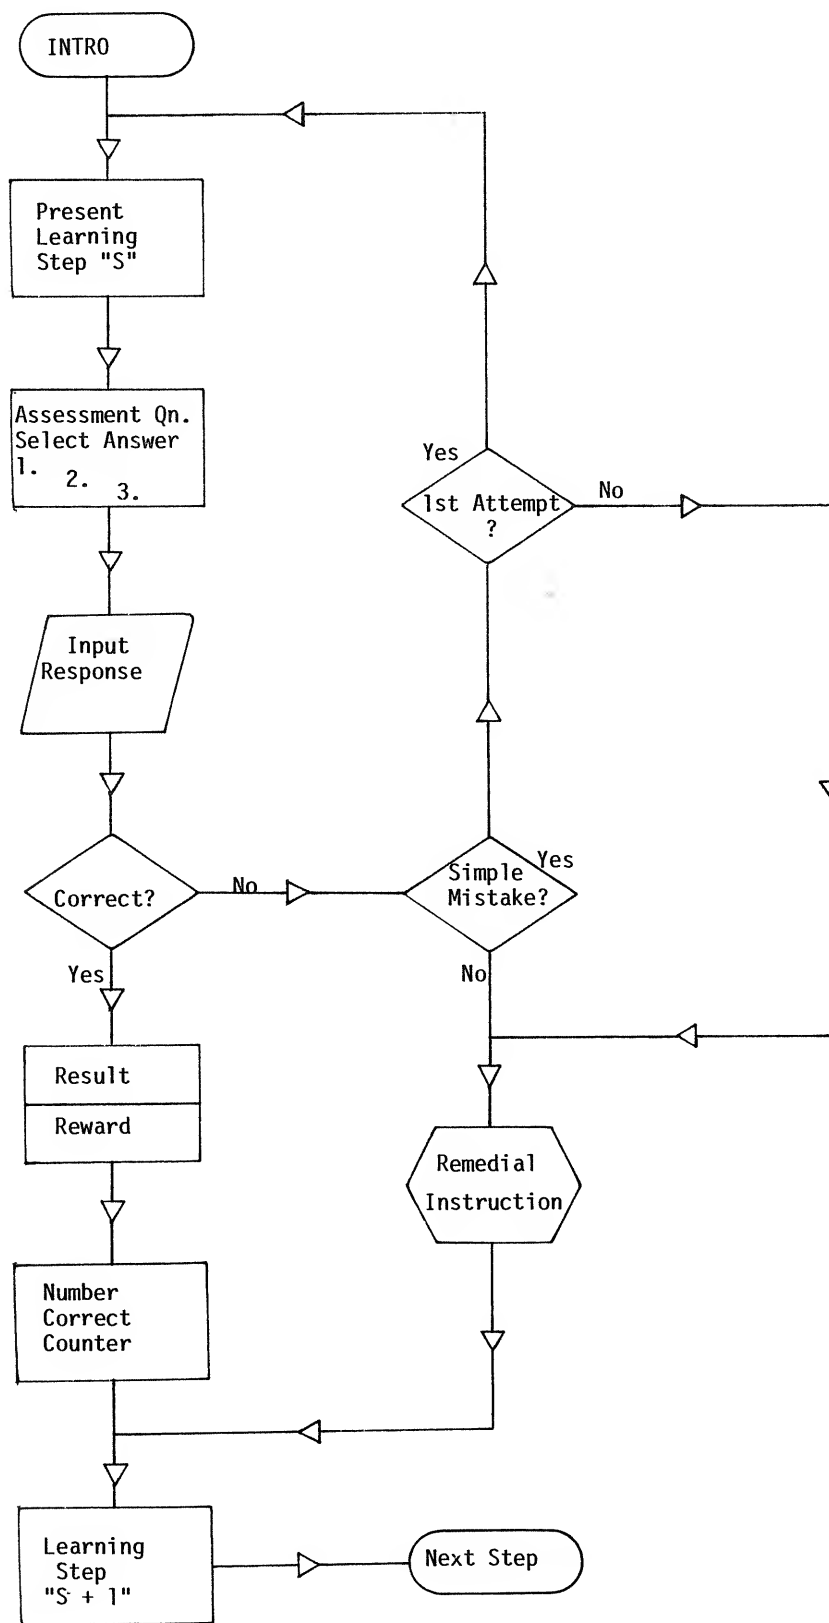 INTRO
Present
Learning
Step "S"
Assessment Qn.
Select Answer
1. 2. 3.
Yes
1st Attempt
?
No
Input
Response
Correct?
No
Simple
Mistake?
Yes
Yes
No
Result
Reward
Remedial
Instruction
Number
Correct
Counter
Learning
Step
"S + 1"
Next Step